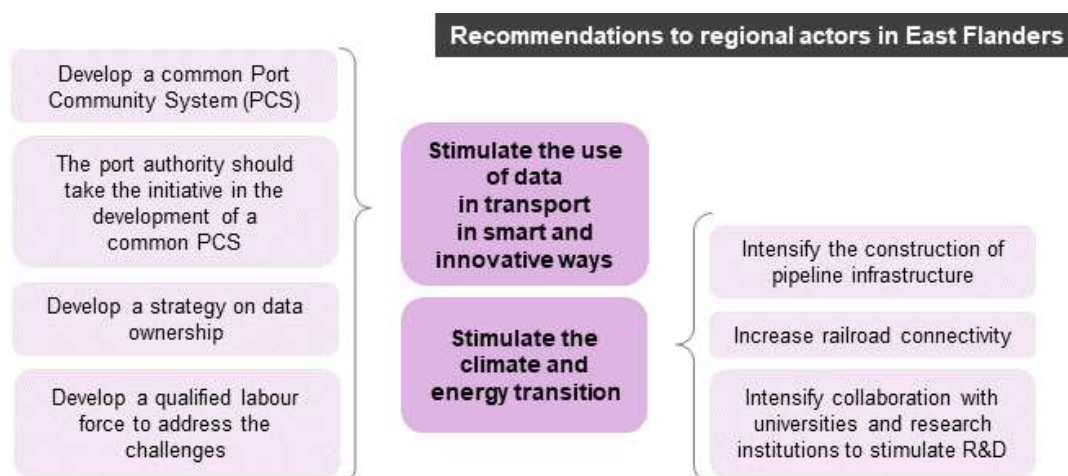 Recommendations to regional actors in East Flanders
Develop a common Port
Community System (PCS)
The port authority should
take the initiative in the
development of a
common PCS
Develop a strategy on data
ownership
Develop a qualified labour
force to address the
challenges
Stimulate the use
of data
in transport
in smart and
innovative ways
Stimulate the
climate and
energy transition
Intensify the construction of
pipeline infrastructure
Increase railroad connectivity
Intensify collaboration with
universities and research
institutions to stimulate R&D